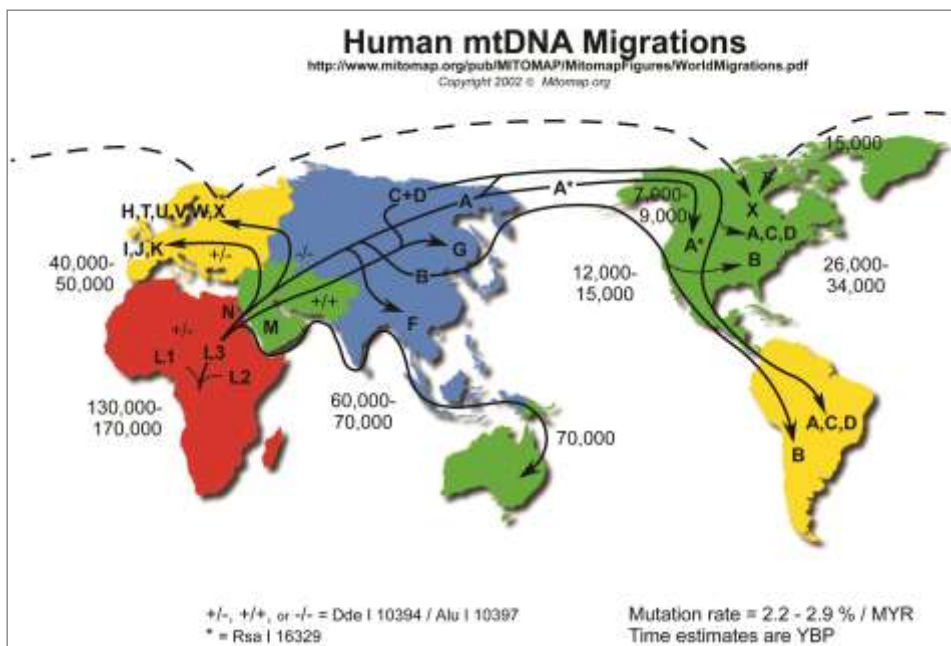 Human mtDNA Migrations
http://www.mitomap.org/pub/MITOMAP/MitomapFigures/WorldMigrations.pdf
Copyright 2002 © Mitomap.org
15,000
C+D
A
A*
7,000-
9,000
X
H,T,U,V,W,X
A,C,D
I,J,K
+/-
-/-
G
A*
B
B
40,000-
50,000
12,000-
15,000
26,000-
34,000
N
+/+
M
F
+/-
L3
L1
L2
60,000-
70,000
130,000-
170,000
70,000
A,C,D
B
+/-, +/+, or -/- = Dde I 10394 / Alu I 10397
* = Rsa I 16329
Mutation rate = 2.2 - 2.9 % / MYR
Time estimates are YBP